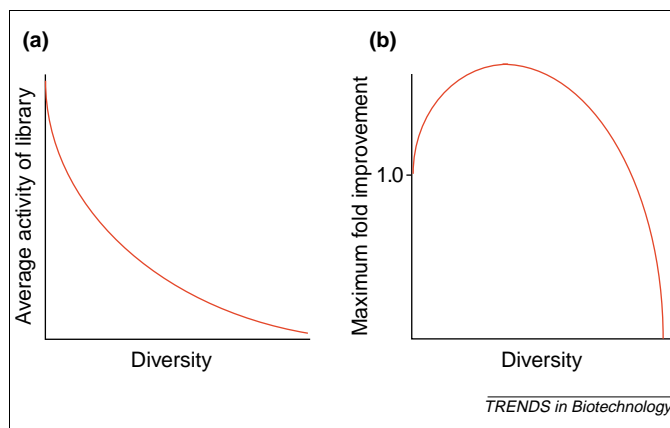 (a)
Average activity of library
Diversity
(b)
Maximum fold improvement
1.0
Diversity
TRENDS in Biotechnology